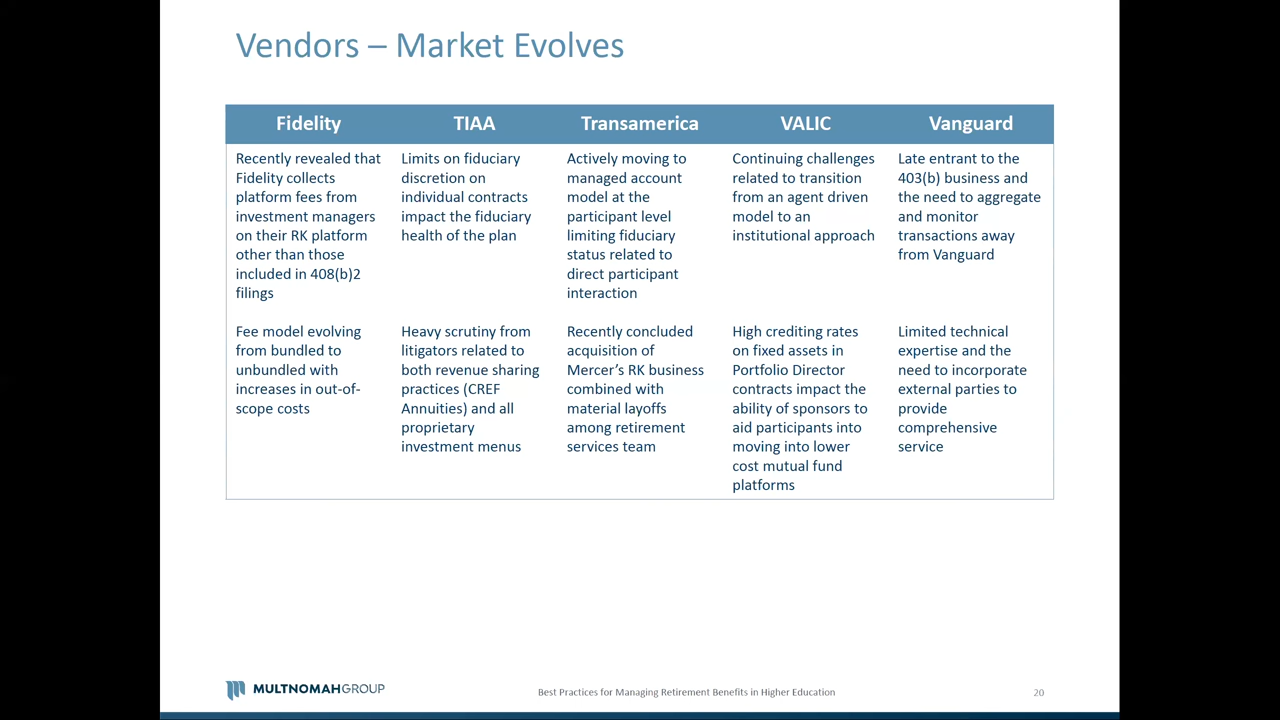 Vendors – Market Evolves
Fidelity
TIAA
Transamerica
VALIC
Vanguard
Recently revealed that
Fidelity collects
platform fees from
investment managers
on their RK platform
other than those
included in 408(b)2
filings
Limits on fiduciary
discretion on
individual contracts
impact the fiduciary
health of the plan
Actively moving to
managed account
model at the
participant level
limiting fiduciary
status related to
direct participant
interaction
Continuing challenges
related to transition
from an agent driven
model to an
institutional approach
Late entrant to the
403(b) business and
the need to aggregate
and monitor
transactions away
from Vanguard
Fee model evolving
from bundled to
unbundled with
increases in out-of-
scope costs
Heavy scrutiny from
litigators related to
both revenue sharing
practices (CREF
Annuities) and all
proprietary
investment menus
Recently concluded
acquisition of
Mercer’s RK business
combined with
material layoffs
among retirement
services team
High crediting rates
on fixed assets in
Portfolio Director
contracts impact the
ability of sponsors to
aid participants into
moving into lower
cost mutual fund
platforms
Limited technical
expertise and the
need to incorporate
external parties to
provide
comprehensive
service
MULTNOMAHGROUP
Best Practices for Managing Retirement Benefits in Higher Education
20